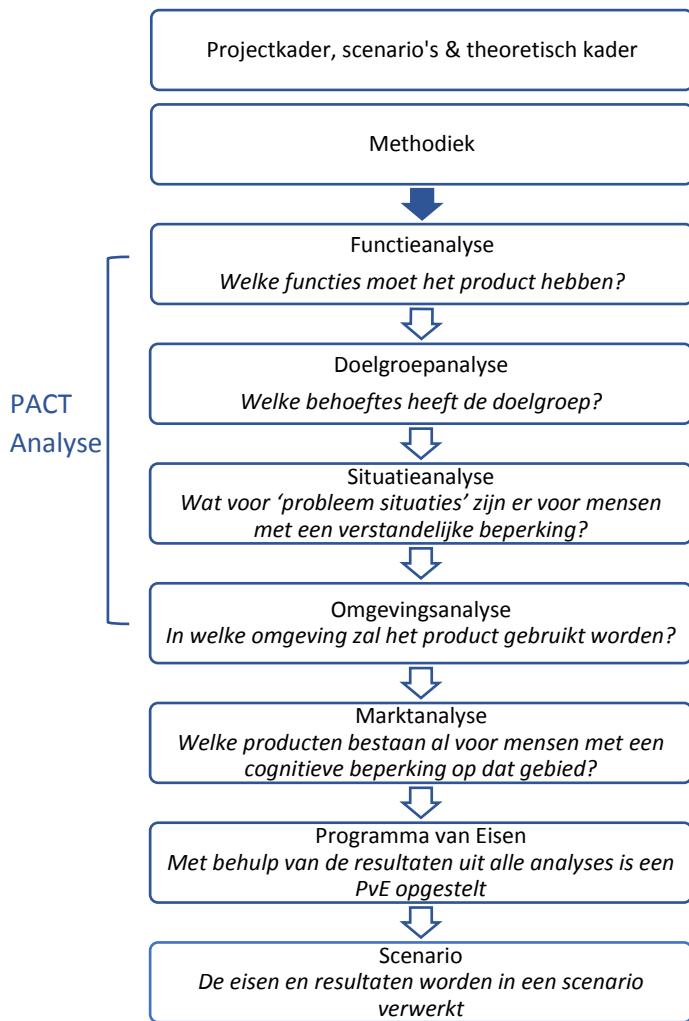 Projectkader, scenario's & theoretisch kader
Methodiek
Functieanalyse
Welke functies moet het product hebben?
Doelgroepanalyse
Welke behoeftes heeft de doelgroep?
PACT
Analyse
Situatieanalyse
Wat voor ‘probleem situaties’ zijn er voor mensen
met een verstandelijke beperking?
Omgevingsanalyse
In welke omgeving zal het product gebruikt worden?
Marktanalyse
Welke producten bestaan al voor mensen met een
cognitieve beperking op dat gebied?
Programma van Eisen
Met behulp van de resultaten uit alle analyses is een
PvE opgestelt
Scenario
De eisen en resultaten worden in een scenario
verwerkt